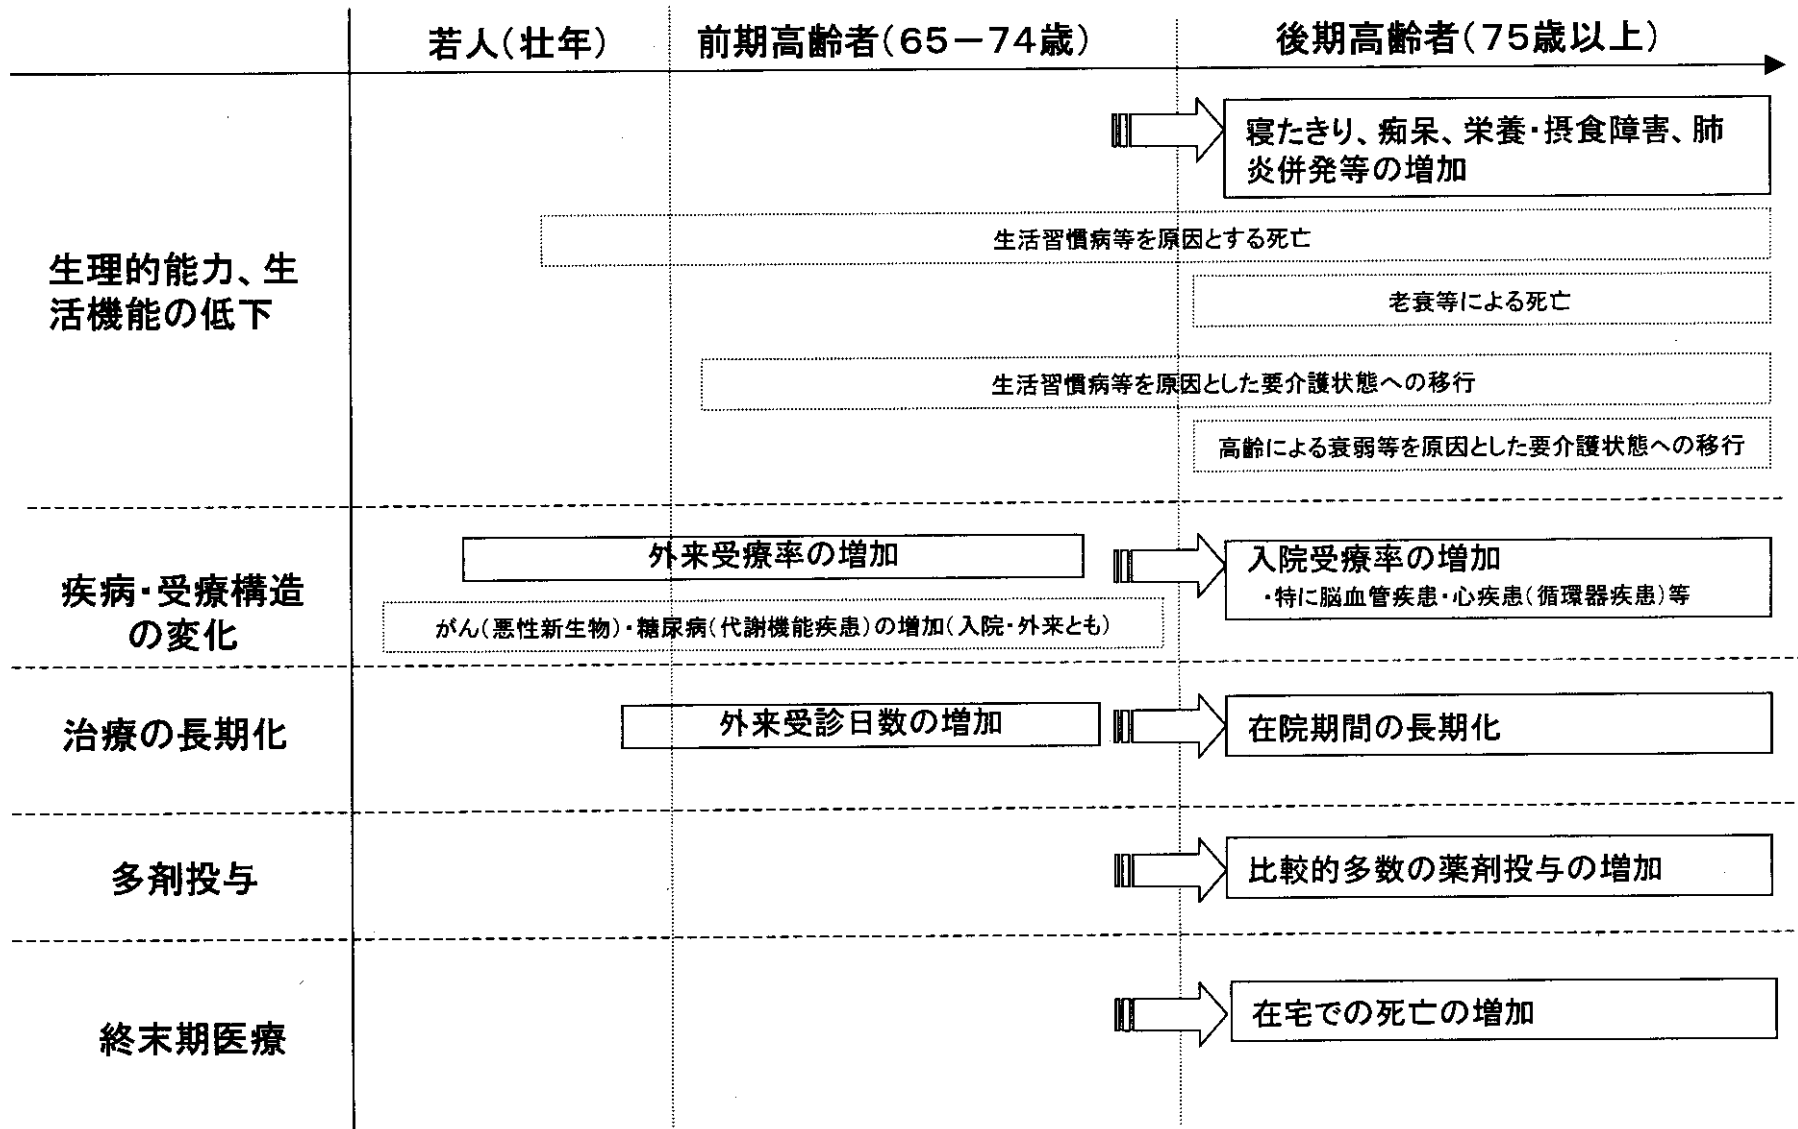 若人(壮年)
前期高齢者(65－74歳)
後期高齢者(75歳以上)
生理的能力、生
活機能の低下
寝たきり、痴呆、栄養・摂食障害、肺
炎併発等の増加
生活習慣病等を原因とする死亡
老衰等による死亡
生活習慣病等を原因とした要介護状態への移行
高齢による衰弱等を原因とした要介護状態への移行
疾病・受療構造
の変化
外来受療率の増加
がん(悪性新生物)・糖尿病(代謝機能疾患)の増加(入院・外来とも)
入院受療率の増加
・特に脳血管疾患・心疾患(循環器疾患)等
治療の長期化
外来受診日数の増加
在院期間の長期化
多剤投与
比較的多数の薬剤投与の増加
終末期医療
在宅での死亡の増加